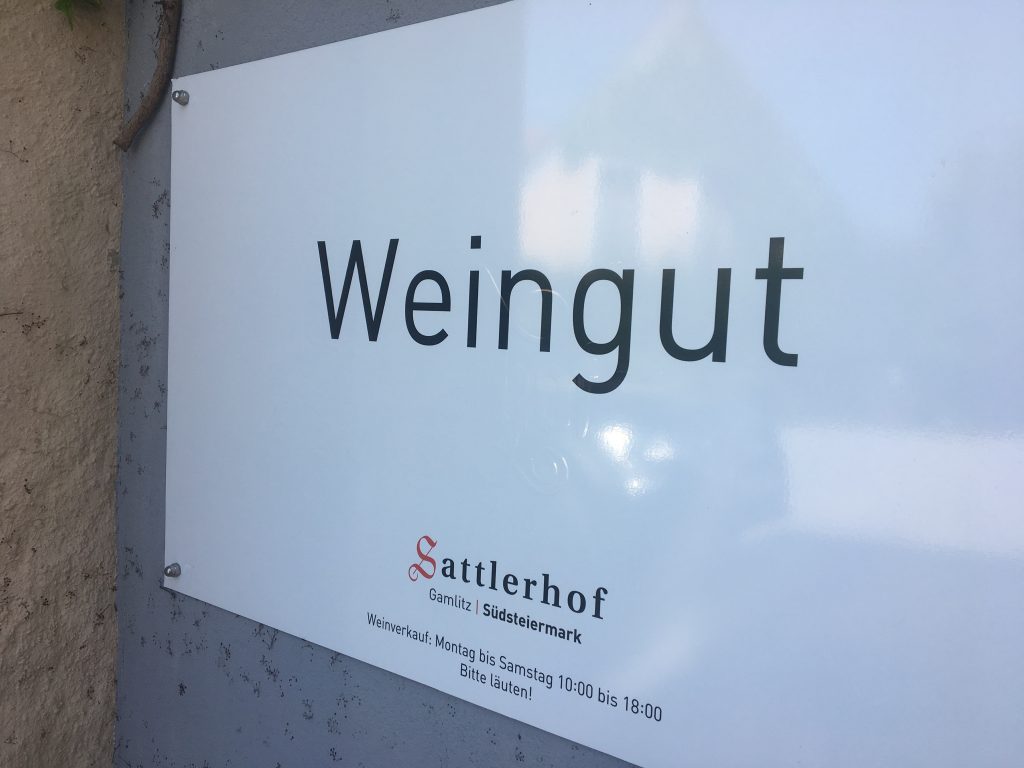 Weingut
Sattlerhof
Gamlitz | Südsteiermark
Weinverkauf: Montag bis Samstag 10:00 bis 18:00
Bitte läuten!